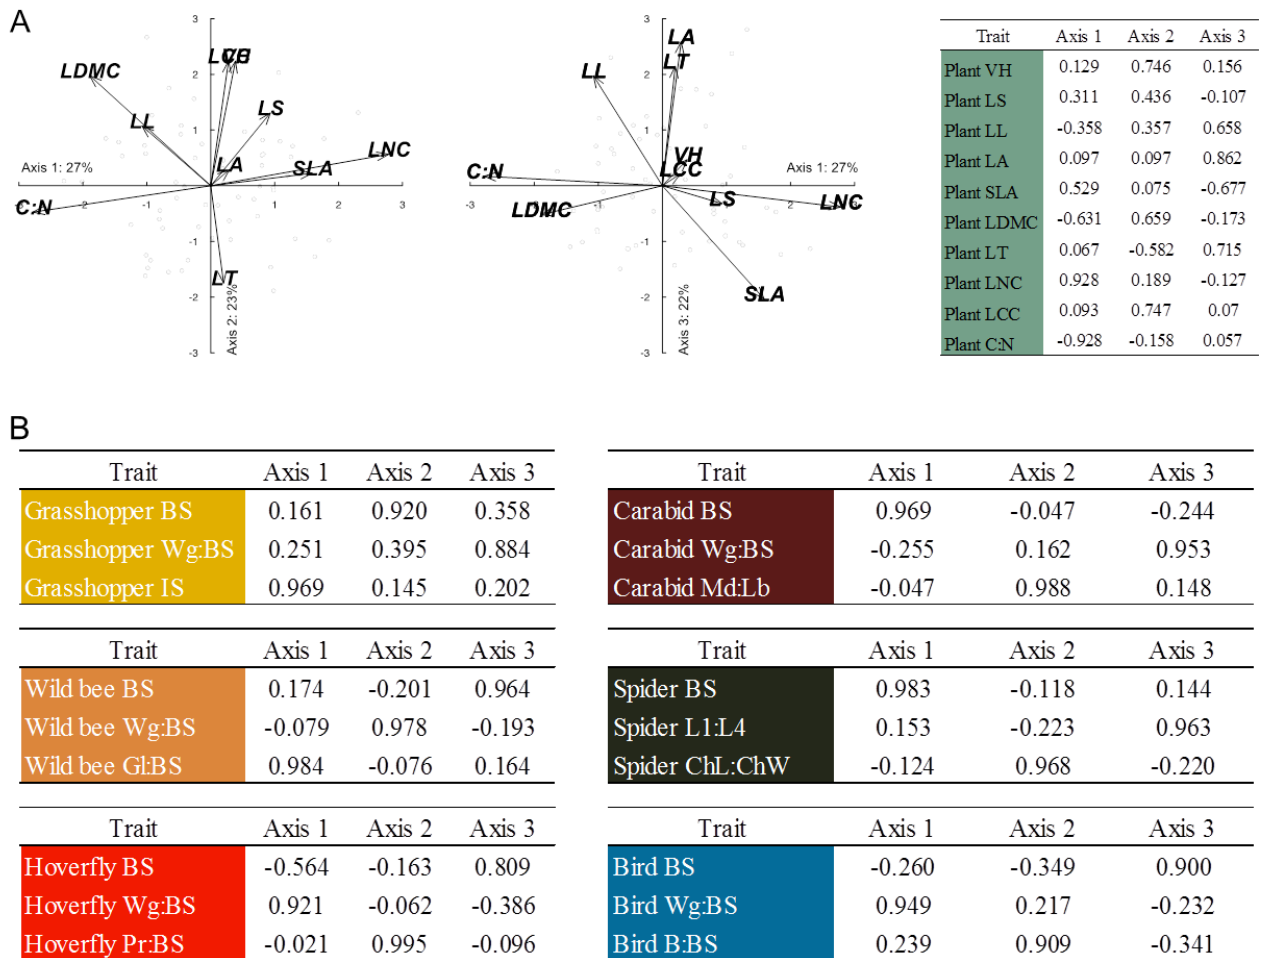 A
3
LCC VH
LDMC
2
LS
LL
1
LNC
LA
SLA
Axis 1: 27%
-3 -2 -1 1 2 3
C:N
-1
LT
-2
Axis 2: 23%
-3
3
LA
LT
LL
2
1
VH
LCC
Axis 1: 27%
C:N
-3 -2 -1 2 3
LDMC
LS
LNC
-1
SLA
-2
Axis 3: 22%
-3
Trait Axis 1 Axis 2 Axis 3
Plant VH 0.129 0.746 0.156
Plant LS 0.311 0.436 -0.107
Plant LL -0.358 0.357 0.658
Plant LA 0.097 0.097 0.862
Plant SLA 0.529 0.075 -0.677
Plant LDMC -0.631 0.659 -0.173
Plant LT 0.067 -0.582 0.715
Plant LNC 0.928 0.189 -0.127
Plant LCC 0.093 0.747 0.07
Plant C:N -0.928 -0.158 0.057
B
Trait Axis 1 Axis 2 Axis 3
Grasshopper BS 0.161 0.920 0.358
Grasshopper Wg:BS 0.251 0.395 0.884
Grasshopper IS 0.969 0.145 0.202
Trait Axis 1 Axis 2 Axis 3
Carabid BS 0.969 -0.047 -0.244
Carabid Wg:BS -0.255 0.162 0.953
Carabid Md:Lb -0.047 0.988 0.148
Trait Axis 1 Axis 2 Axis 3
Wild bee BS 0.174 -0.201 0.964
Wild bee Wg:BS -0.079 0.978 -0.193
Wild bee Gl:BS 0.984 -0.076 0.164
Trait Axis 1 Axis 2 Axis 3
Spider BS 0.983 -0.118 0.144
Spider L1:L4 0.153 -0.223 0.963
Spider ChL:ChW -0.124 0.968 -0.220
Trait Axis 1 Axis 2 Axis 3
Hoverfly BS -0.564 -0.163 0.809
Hoverfly Wg:BS 0.921 -0.062 -0.386
Hoverfly Pr:BS -0.021 0.995 -0.096
Trait Axis 1 Axis 2 Axis 3
Bird BS -0.260 -0.349 0.900
Bird Wg:BS 0.949 0.217 -0.232
Bird B:BS 0.239 0.909 -0.341